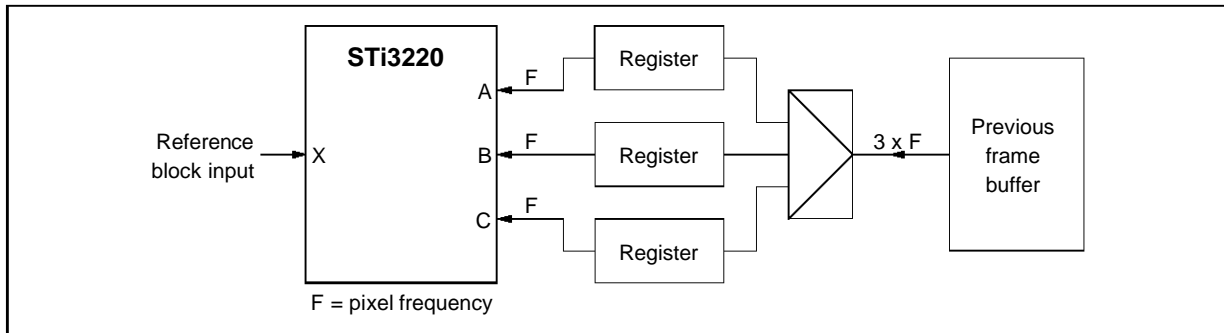 STi3220
Reference
block input
X
A
B
C
F
F
F
Register
Register
Register
3 x F
Previous
frame
buffer
F = pixel frequency